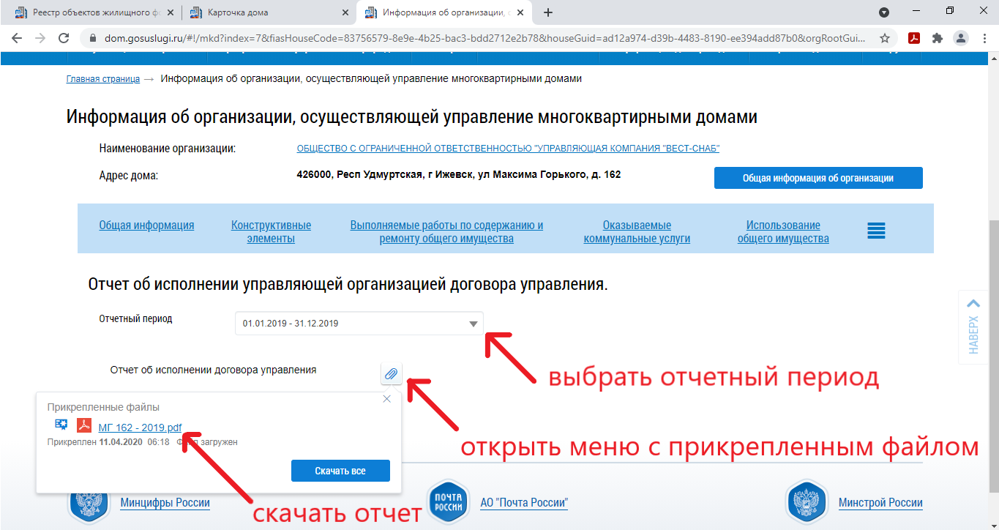 Реестр объектов жилищного фо
Карточка дома
Информация об организации, о
dom.gosuslugi.ru/#!/mkd?index=7&fiasHouseCode=83756579-8e9e-4b25-bac3-bdd2712e2b78&houseGuid=ad12a974-d39b-4483-8190-ee394add87b0&orgRootGui...
Главная страница → Информация об организации, осуществляющей управление многоквартирными домами
Информация об организации, осуществляющей управление многоквартирными домами
Наименование организации: ОБЩЕСТВО С ОГРАНИЧЕННОЙ ОТВЕТСТВЕННОСТЬЮ "УПРАВЛЯЮЩАЯ КОМПАНИЯ "ВЕСТ-СНАБ"
Адрес дома: 426000, Респ Удмуртская, г Ижевск, ул Максима Горького, д. 162
Общая информация об организации
Общая информация
Конструктивные
элементы
Выполняемые работы по содержанию и
ремонту общего имущества
Оказываемые
коммунальные услуги
Использование
общего имущества
Отчет об исполнении управляющей организацией договора управления.
НАВЕРХ
Отчетный период 01.01.2019 - 31.12.2019
выбрать отчетный период
Отчет об исполнении договора управления
открыть меню с прикрепленным файлом
Прикрепленные файлы
МГ 162 - 2019.pdf
Прикреплен 11.04.2020 06:18 загружен
Скачать все
скачать отчет
Минцифры России
ПОЧТА
РОССИИ
АО "Почта России"
Минстрой России